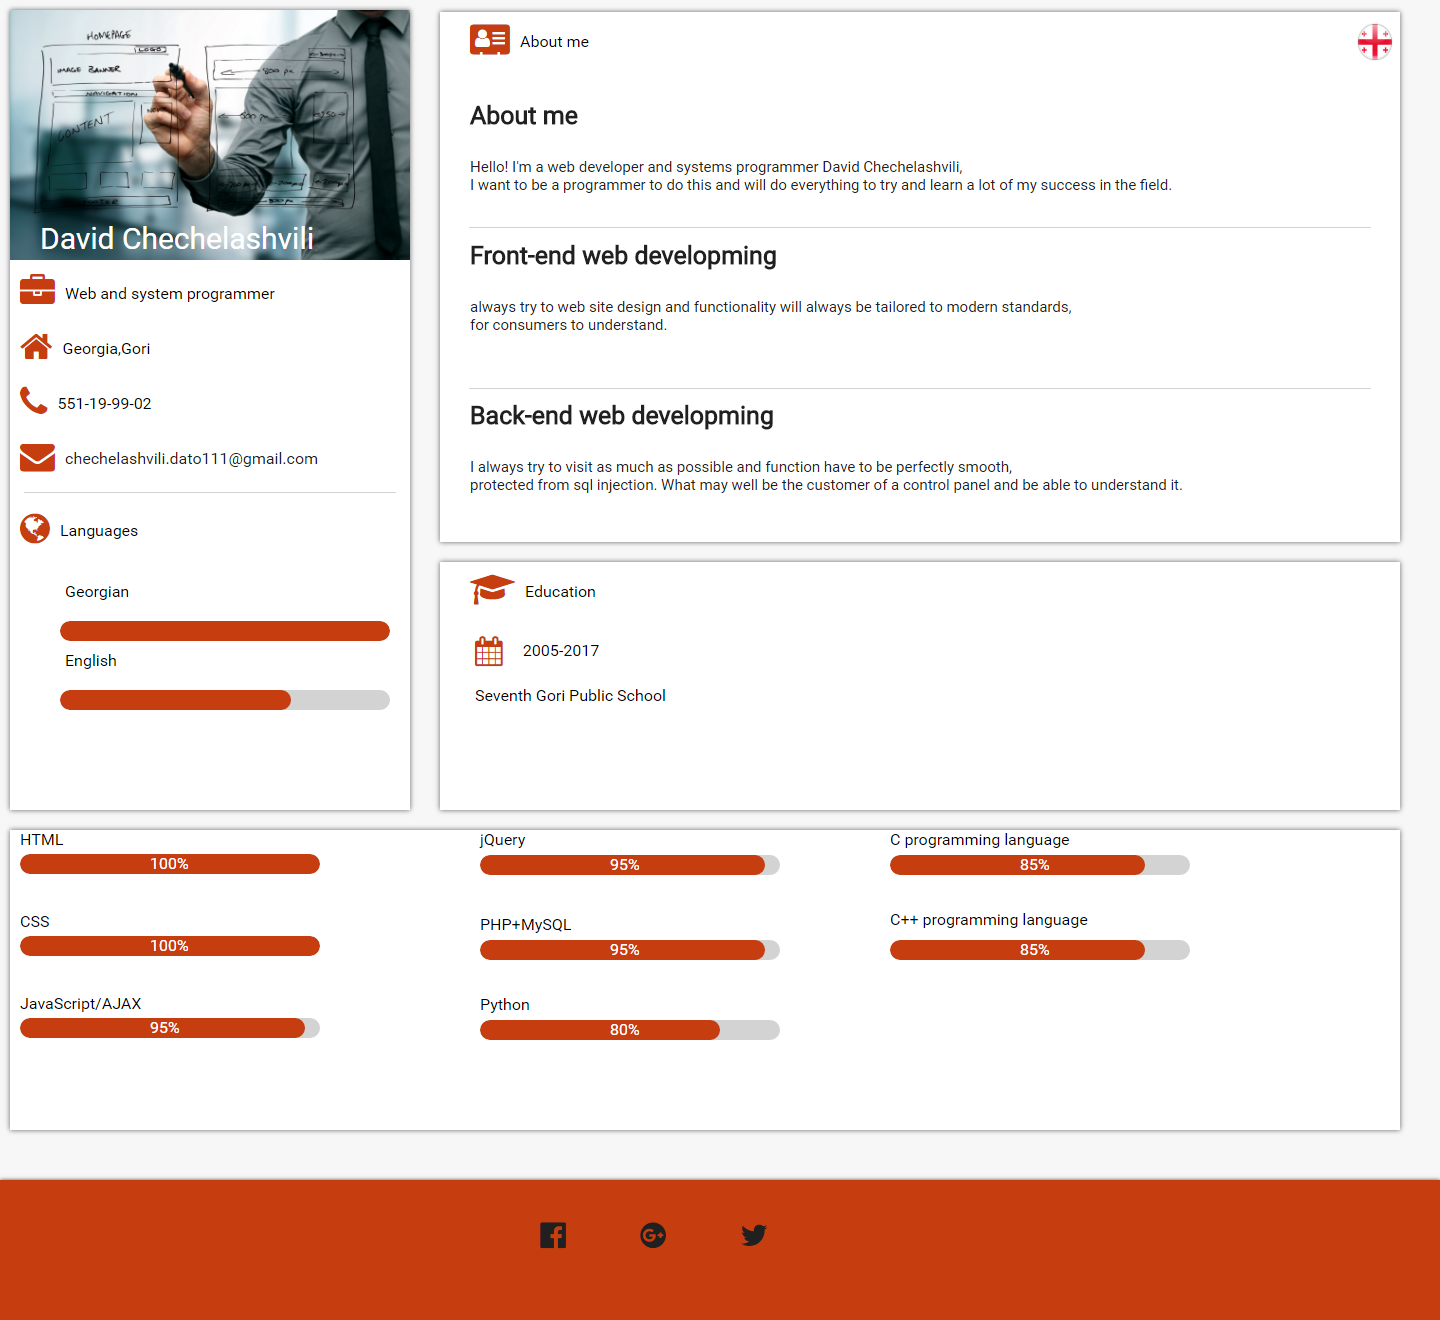 HOMEPAGE
LOGO
IMAGE BANNER
NAVIGATION
CONTENT
David Chechelashvili
Web and system programmer
Georgia,Gori
551-19-99-02
chechelashvili.dato111@gmail.com
Languages
Georgian
English
About me
About me
Hello! I'm a web developer and systems programmer David Chechelashvili,
I want to be a programmer to do this and will do everything to try and learn a lot of my success in the field.
Front-end web developming
always try to web site design and functionality will always be tailored to modern standards,
for consumers to understand.
Back-end web developming
I always try to visit as much as possible and function have to be perfectly smooth,
protected from sql injection. What may well be the customer of a control panel and be able to understand it.
Education
2005-2017
Seventh Gori Public School
HTML
100%
CSS
100%
JavaScript/AJAX
95%
jQuery
95%
PHP+MySQL
95%
Python
80%
C programming language
85%
C++ programming language
85%